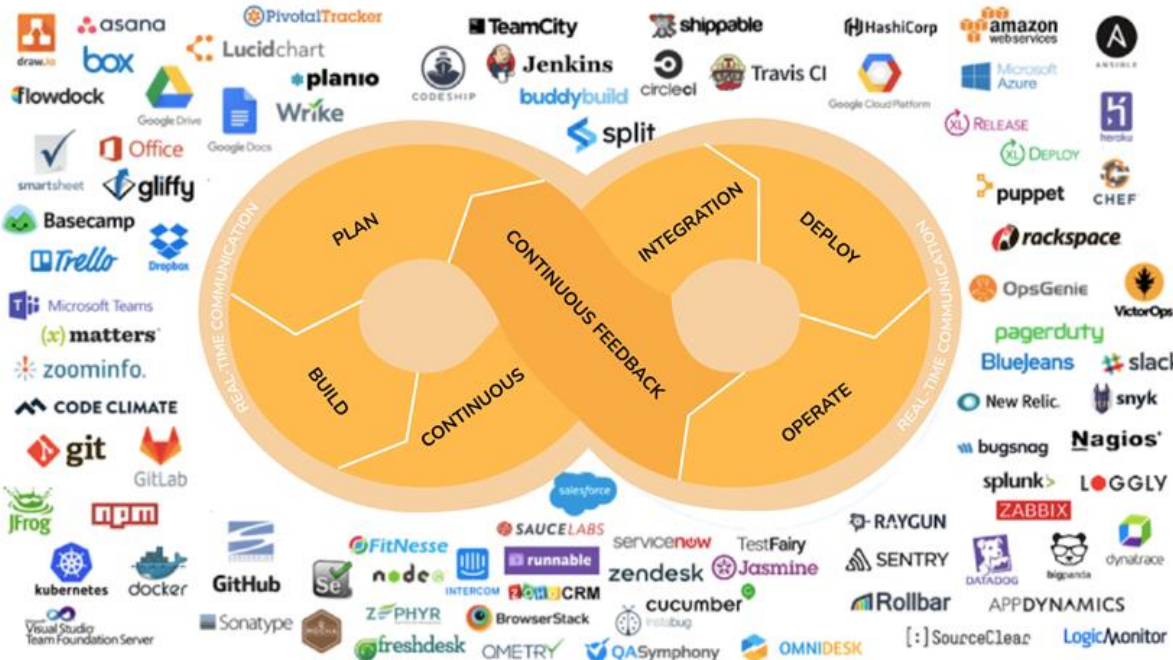 PivotalTracker
TeamCity
shippable
HashiCorp
amazon
webservices
draw.io
asana
box
Lucidchart
planio
CODESHIP
Jenkins
buddybuild
circleci
Travis CI
Google Cloud Platform
Microsoft
Azure
ANSIBLE
flowdock
Google Drive
Google Docs
Wrike
split
XL RELEASE
heroku
smartsheet
Office
gliffy
XL DEPLOY
puppet
CHEF
Basecamp
Trello
Dropbox
rackspace
Microsoft Teams
(x) matters
zoominfo.
CODE CLIMATE
git
GitLab
JFrog
npm
OpsGenie
VictorOps
pagerduty
BlueJeans
slack
New Relic.
snyk
bugsnag
Nagios
splunk>
LOGGLY
ZABBIX
REAL-TIME COMMUNICATION
PLAN
BUILD
CONTINUOUS
CONTINUOUS FEEDBACK
INTEGRATION
DEPLOY
OPERATE
REAL-TIME COMMUNICATION
salesforce
SAUCELABS
kubernetes
docker
GitHub
Se
FitNesse
node
INTERCOM
runnable
servicenow
TestFairy
zendesk
Jasmine
RAYGUN
SENTRY
DATADOG
bigpanda
dynatrace
Visual Studio
Team Foundation Server
Sonatype
MOCHA
ZEPHYR
ZOHO CRM
BrowserStack
cucumber
instabug
Rollbar
APPDYNAMICS
freshdesk
QMETRY
QASymphony
OMNIDESK
[:]SourceClear
LogicMonitor